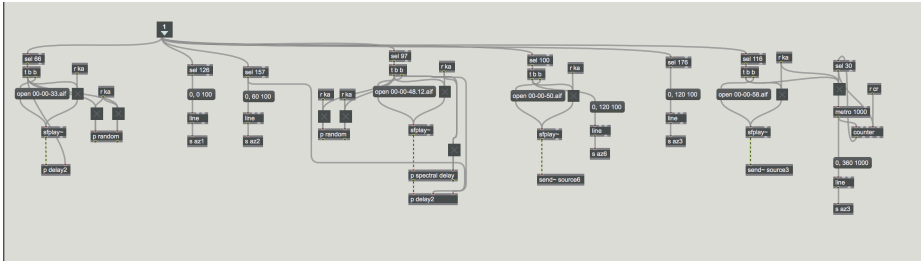 1
sel 66
t b b
r ka
open 00-00-33.aif
r ka
sfplay~
p random
p delay2
sel 126
0, 0 100
line
s az1
sel 157
0, 60 100
line
s az2
r ka
r ka
p random
sel 97
t b b
r ka
open 00-00-48.12.aif
sfplay~
p spectral delay
p delay2
sel 100
t b b
r ka
open 00-00-50.aif
sfplay~
send~ source6
0, 120 100
line
s az6
sel 176
0, 120 100
line
s az3
sel 116
t b b
r ka
open 00-00-58.aif
sfplay~
send~ source3
sel 30
r cr
metro 1000
counter
0, 360 1000
line
s az3